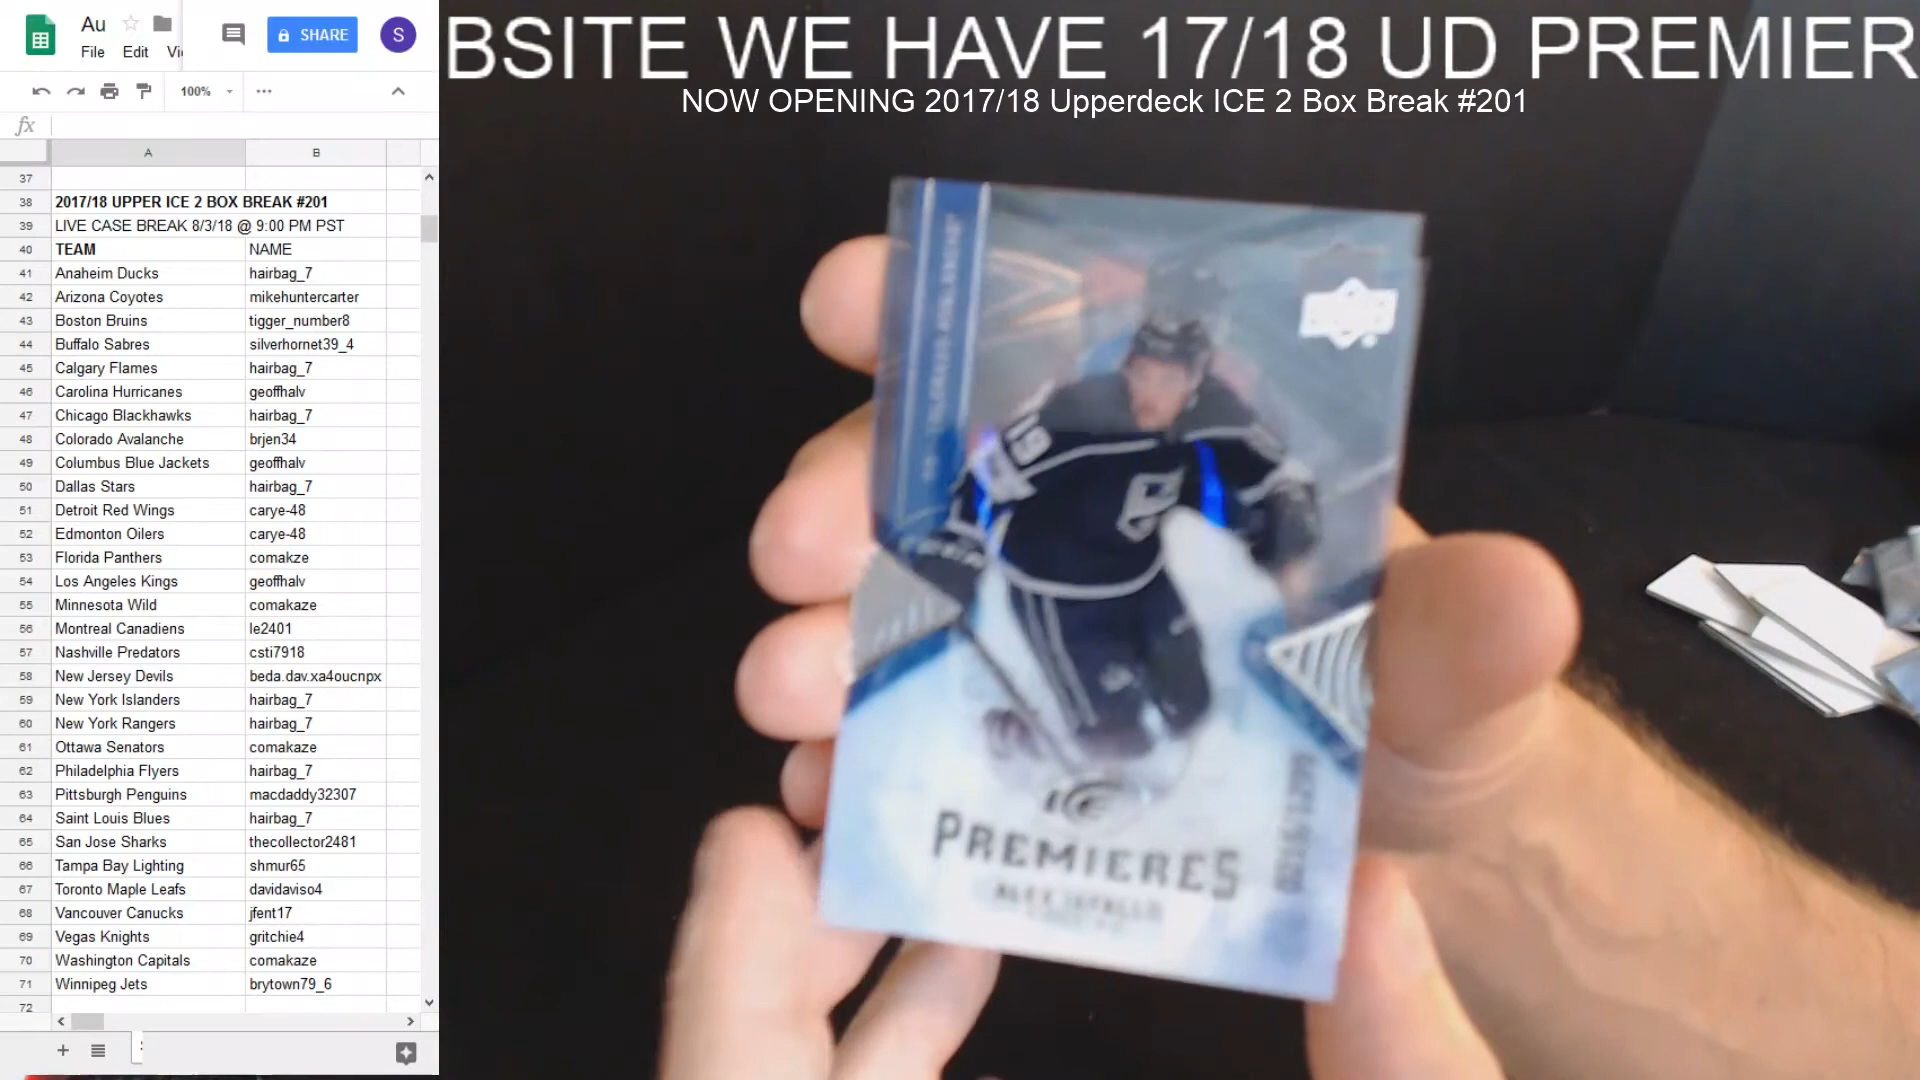 Au
File Edit Vi
SHARE
S
100%
fx
A B
37
38 2017/18 UPPER ICE 2 BOX BREAK #201
39 LIVE CASE BREAK 8/3/18 @ 9:00 PM PST
40 TEAM NAME
41 Anaheim Ducks hairbag_7
42 Arizona Coyotes mikehuntercarter
43 Boston Bruins tigger_number8
44 Buffalo Sabres silverhornet39_4
45 Calgary Flames hairbag_7
46 Carolina Hurricanes geoffhalv
47 Chicago Blackhawks hairbag_7
48 Colorado Avalanche brjen34
49 Columbus Blue Jackets geoffhalv
50 Dallas Stars hairbag_7
51 Detroit Red Wings carye-48
52 Edmonton Oilers carye-48
53 Florida Panthers comakze
54 Los Angeles Kings geoffhalv
55 Minnesota Wild comakaze
56 Montreal Canadiens le2401
57 Nashville Predators csti7918
58 New Jersey Devils beda.dav.xa4oucnpx
59 New York Islanders hairbag_7
60 New York Rangers hairbag_7
61 Ottawa Senators comakaze
62 Philadelphia Flyers hairbag_7
63 Pittsburgh Penguins macdaddy32307
64 Saint Louis Blues hairbag_7
65 San Jose Sharks thecollector2481
66 Tampa Bay Lighting shmur65
67 Toronto Maple Leafs davidaviso4
68 Vancouver Canucks jfent17
69 Vegas Knights gritchie4
70 Washington Capitals comakaze
71 Winnipeg Jets brytown79_6
72
BSITE WE HAVE 17/18 UD PREMIER
NOW OPENING 2017/18 Upperdeck ICE 2 Box Break #201
19
ICE
PREMIERES
ALEX IAFALLO